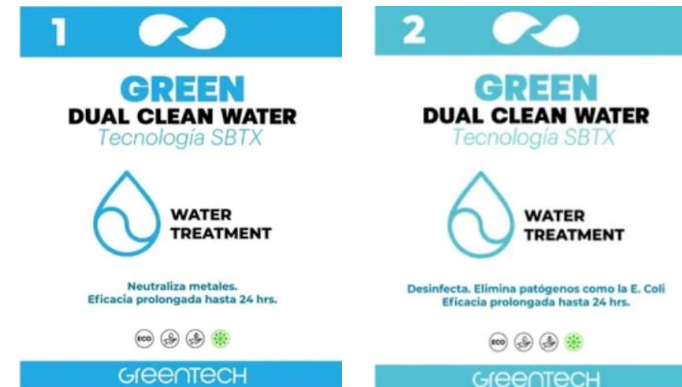 1
GREEN
DUAL CLEAN WATER
Tecnología SBTX
WATER
TREATMENT
Neutraliza metales.
Eficacia prolongada hasta 24 hrs.
ECO
GREENTECH
2
GREEN
DUAL CLEAN WATER
Tecnología SBTX
WATER
TREATMENT
Desinfecta. Elimina patógenos como la E. Coli
Eficacia prolongada hasta 24 hrs.
ECO
GREENTECH